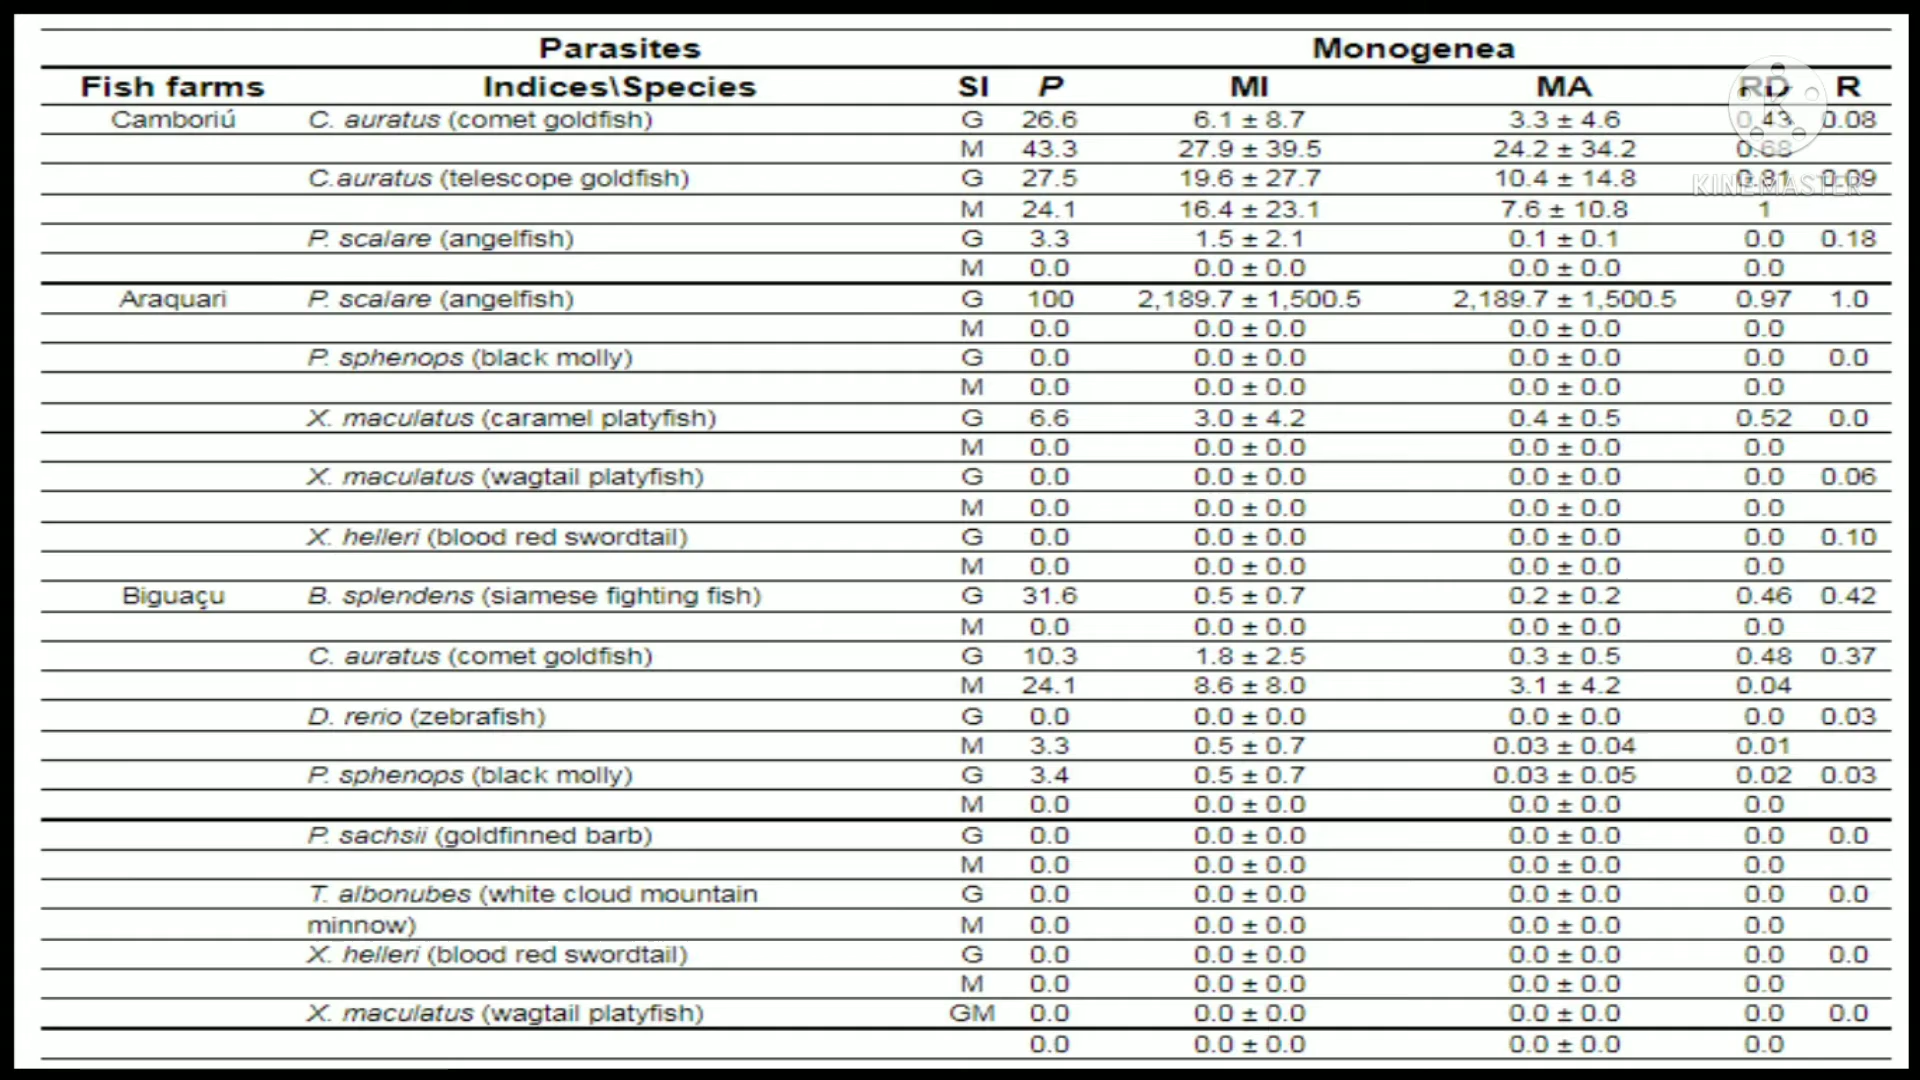 Parasites Monogenea
Fish farms Indices\Species SI P MI MA RD R
Camboriú C. auratus (comet goldfish) G 26.6 6.1 ± 8.7 3.3 ± 4.6 0.43 0.08
M 43.3 27.9 ± 39.5 24.2 ± 34.2 0.68
C.auratus (telescope goldfish) G 27.5 19.6 ± 27.7 10.4 ± 14.8 0.81 0.09
KINEMASTER
M 24.1 16.4 ± 23.1 7.6 ± 10.8 1
P. scalare (angelfish) G 3.3 1.5 ± 2.1 0.1 ± 0.1 0.0 0.18
M 0.0 0.0 ± 0.0 0.0 ± 0.0 0.0
Araquari P. scalare (angelfish) G 100 2,189.7 ± 1,500.5 2,189.7 ± 1,500.5 0.97 1.0
M 0.0 0.0 ± 0.0 0.0 ± 0.0 0.0
P. sphenops (black molly) G 0.0 0.0 ± 0.0 0.0 ± 0.0 0.0 0.0
M 0.0 0.0 ± 0.0 0.0 ± 0.0 0.0
X. maculatus (caramel platyfish) G 6.6 3.0 ± 4.2 0.4 ± 0.5 0.52 0.0
M 0.0 0.0 ± 0.0 0.0 ± 0.0 0.0
X. maculatus (wagtail platyfish) G 0.0 0.0 ± 0.0 0.0 ± 0.0 0.0 0.06
M 0.0 0.0 ± 0.0 0.0 ± 0.0 0.0
X. helleri (blood red swordtail) G 0.0 0.0 ± 0.0 0.0 ± 0.0 0.0 0.10
M 0.0 0.0 ± 0.0 0.0 ± 0.0 0.0
Biguaçu B. splendens (siamese fighting fish) G 31.6 0.5 ± 0.7 0.2 ± 0.2 0.46 0.42
M 0.0 0.0 ± 0.0 0.0 ± 0.0 0.0
C. auratus (comet goldfish) G 10.3 1.8 ± 2.5 0.3 ± 0.5 0.48 0.37
M 24.1 8.6 ± 8.0 3.1 ± 4.2 0.04
D. rerio (zebrafish) G 0.0 0.0 ± 0.0 0.0 ± 0.0 0.0 0.03
M 3.3 0.5 ± 0.7 0.03 ± 0.04 0.01
P. sphenops (black molly) G 3.4 0.5 ± 0.7 0.03 ± 0.05 0.02 0.03
M 0.0 0.0 ± 0.0 0.0 ± 0.0 0.0
P. sachsii (goldfinned barb) G 0.0 0.0 ± 0.0 0.0 ± 0.0 0.0 0.0
M 0.0 0.0 ± 0.0 0.0 ± 0.0 0.0
T. albonubes (white cloud mountain G 0.0 0.0 ± 0.0 0.0 ± 0.0 0.0 0.0
minnow) M 0.0 0.0 ± 0.0 0.0 ± 0.0 0.0
X. helleri (blood red swordtail) G 0.0 0.0 ± 0.0 0.0 ± 0.0 0.0 0.0
M 0.0 0.0 ± 0.0 0.0 ± 0.0 0.0
X. maculatus (wagtail platyfish) GM 0.0 0.0 ± 0.0 0.0 ± 0.0 0.0 0.0
0.0 0.0 ± 0.0 0.0 ± 0.0 0.0